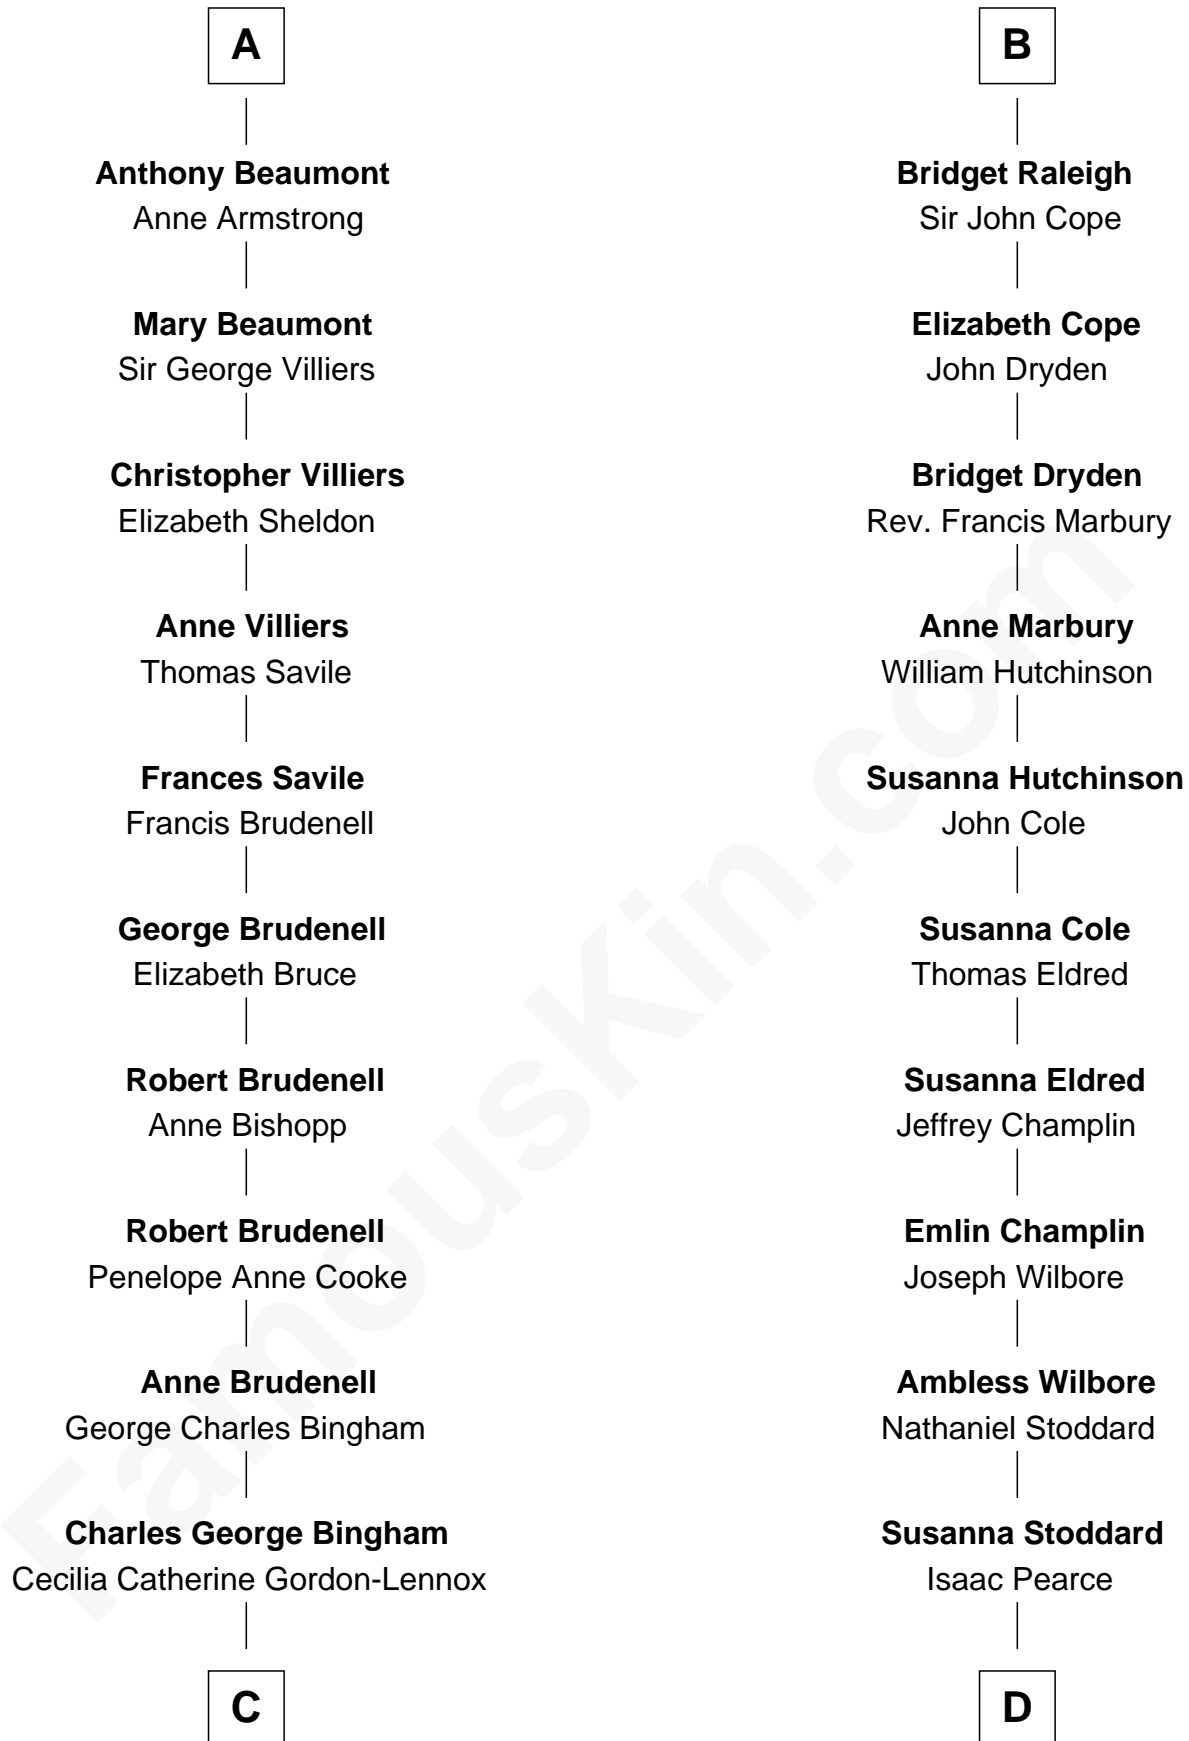 A
Anthony Beaumont
Anne Armstrong
Mary Beaumont
Sir George Villiers
Christopher Villiers
Elizabeth Sheldon
Anne Villiers
Thomas Savile
Frances Savile
Francis Brudenell
George Brudenell
Elizabeth Bruce
Robert Brudenell
Anne Bishopp
Robert Brudenell
Penelope Anne Cooke
Anne Brudenell
George Charles Bingham
Charles George Bingham
Cecilia Catherine Gordon-Lennox
C
B
Bridget Raleigh
Sir John Cope
Elizabeth Cope
John Dryden
Bridget Dryden
Rev. Francis Marbury
Anne Marbury
William Hutchinson
Susanna Hutchinson
John Cole
Susanna Cole
Thomas Eldred
Susanna Eldred
Jeffrey Champlin
Emlin Champlin
Joseph Wilbore
Ambless Wilbore
Nathaniel Stoddard
Susanna Stoddard
Isaac Pearce
D
FamousKin.com